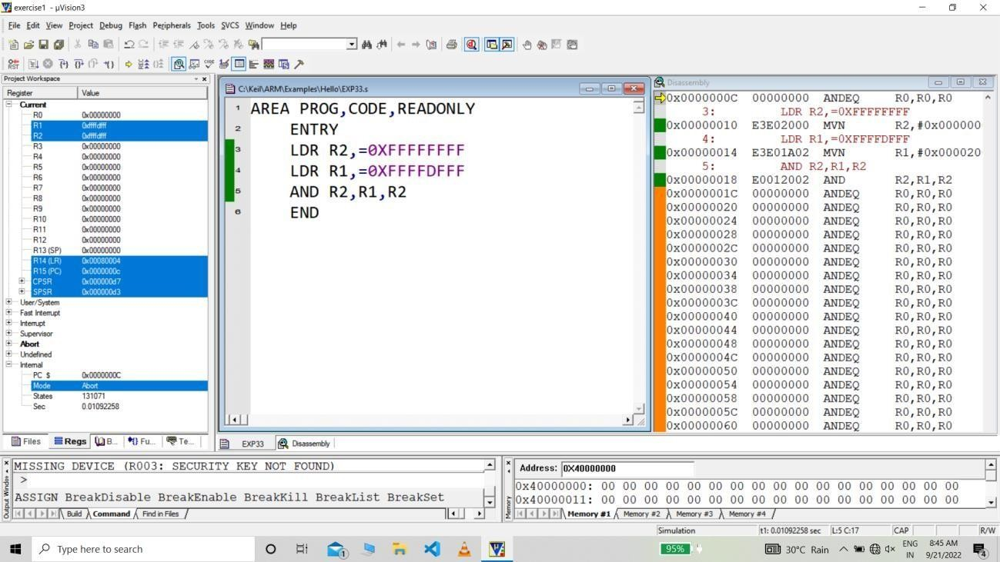 exercise1 - µVision3
File Edit View Project Debug Flash Peripherals Tools SVCS Window Help
Project Workspace
Register Value
Current
R0 0x00000000
R1 0xffffdfff
R2 0xffffdfff
R3 0x00000000
R4 0x00000000
R5 0x00000000
R6 0x00000000
R7 0x00000000
R8 0x00000000
R9 0x00000000
R10 0x00000000
R11 0x00000000
R12 0x00000000
R13 (SP) 0x00000000
R14 (LR) 0x00080004
R15 (PC) 0x0000000c
CPSR 0x000000d7
SPSR 0x000000d3
User/System
Fast Interrupt
Interrupt
Supervisor
Abort
Undefined
Internal
PC $ 0x0000000C
Mode Abort
States 131071
Sec 0.01092258
Files Regs B... Fu... Te...
C:\Keil\ARM\Examples\Hello\EXP33.s
1 AREA PROG,CODE,READONLY
2 ENTRY
3 LDR R2,=0XFFFFFFFF
4 LDR R1,=0XFFFFDFFF
5 AND R2,R1,R2
6 END
EXP33 Disassembly
Disassembly
0x0000000C 00000000 ANDEQ R0,R0,R0
3: LDR R2,=0XFFFFFFFF
0x00000010 E3E02000 MVN R2,#0x000000
4: LDR R1,=0XFFFFDFFF
0x00000014 E3E01A02 MVN R1,#0x000020
5: AND R2,R1,R2
0x00000018 E0012002 AND R2,R1,R2
0x0000001C 00000000 ANDEQ R0,R0,R0
0x00000020 00000000 ANDEQ R0,R0,R0
0x00000024 00000000 ANDEQ R0,R0,R0
0x00000028 00000000 ANDEQ R0,R0,R0
0x0000002C 00000000 ANDEQ R0,R0,R0
0x00000030 00000000 ANDEQ R0,R0,R0
0x00000034 00000000 ANDEQ R0,R0,R0
0x00000038 00000000 ANDEQ R0,R0,R0
0x0000003C 00000000 ANDEQ R0,R0,R0
0x00000040 00000000 ANDEQ R0,R0,R0
0x00000044 00000000 ANDEQ R0,R0,R0
0x00000048 00000000 ANDEQ R0,R0,R0
0x0000004C 00000000 ANDEQ R0,R0,R0
0x00000050 00000000 ANDEQ R0,R0,R0
0x00000054 00000000 ANDEQ R0,R0,R0
0x00000058 00000000 ANDEQ R0,R0,R0
0x0000005C 00000000 ANDEQ R0,R0,R0
0x00000060 00000000 ANDEQ R0,R0,R0
Output Window
MISSING DEVICE (R003: SECURITY KEY NOT FOUND)
>
ASSIGN BreakDisable BreakEnable BreakKill BreakList BreakSet
Build Command Find in Files
Memory
Address: 0X40000000
0x40000000: 00 00 00 00 00 00 00 00 00 00 00 00 00 00 00 00 00
0x40000011: 00 00 00 00 00 00 00 00 00 00 00 00 00 00 00 00 00
Memory #1 Memory #2 Memory #3 Memory #4
Simulation t1: 0.01092258 sec L:5 C:17 CAP R/W
Type here to search
1
95%
30°C Rain
ENG
IN
8:45 AM
9/21/2022
4